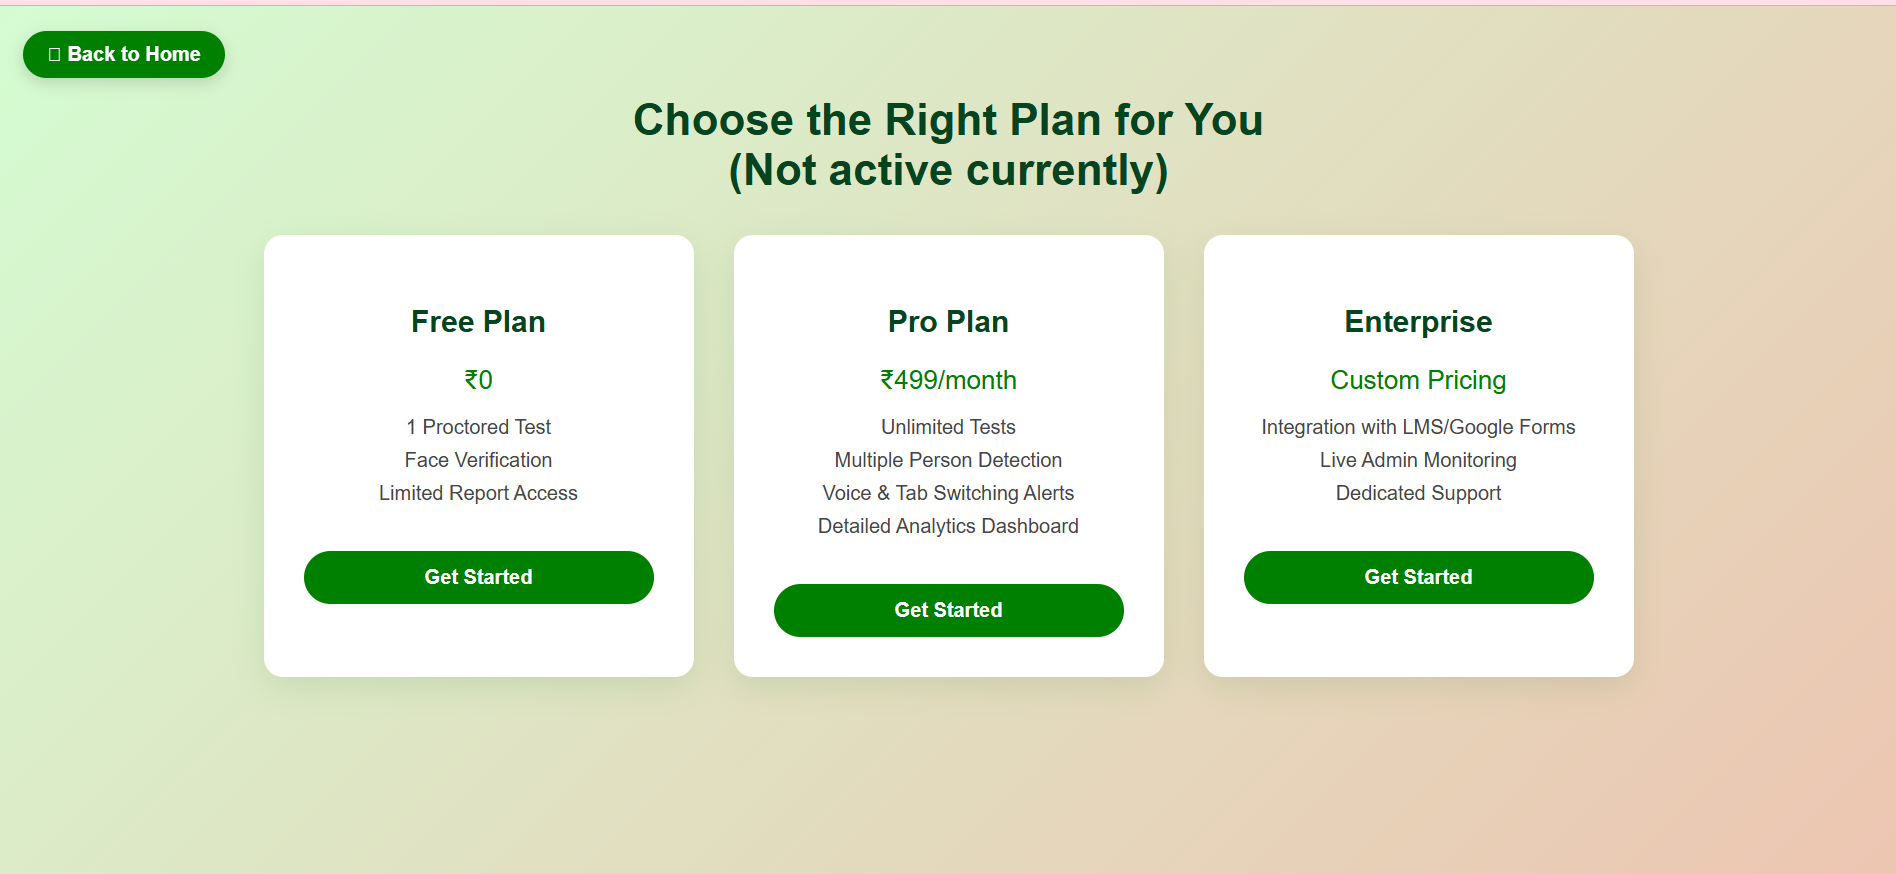 Back to Home
Choose the Right Plan for You
(Not active currently)
Free Plan
₹0
1 Proctored Test
Face Verification
Limited Report Access
Get Started
Pro Plan
₹499/month
Unlimited Tests
Multiple Person Detection
Voice & Tab Switching Alerts
Detailed Analytics Dashboard
Get Started
Enterprise
Custom Pricing
Integration with LMS/Google Forms
Live Admin Monitoring
Dedicated Support
Get Started